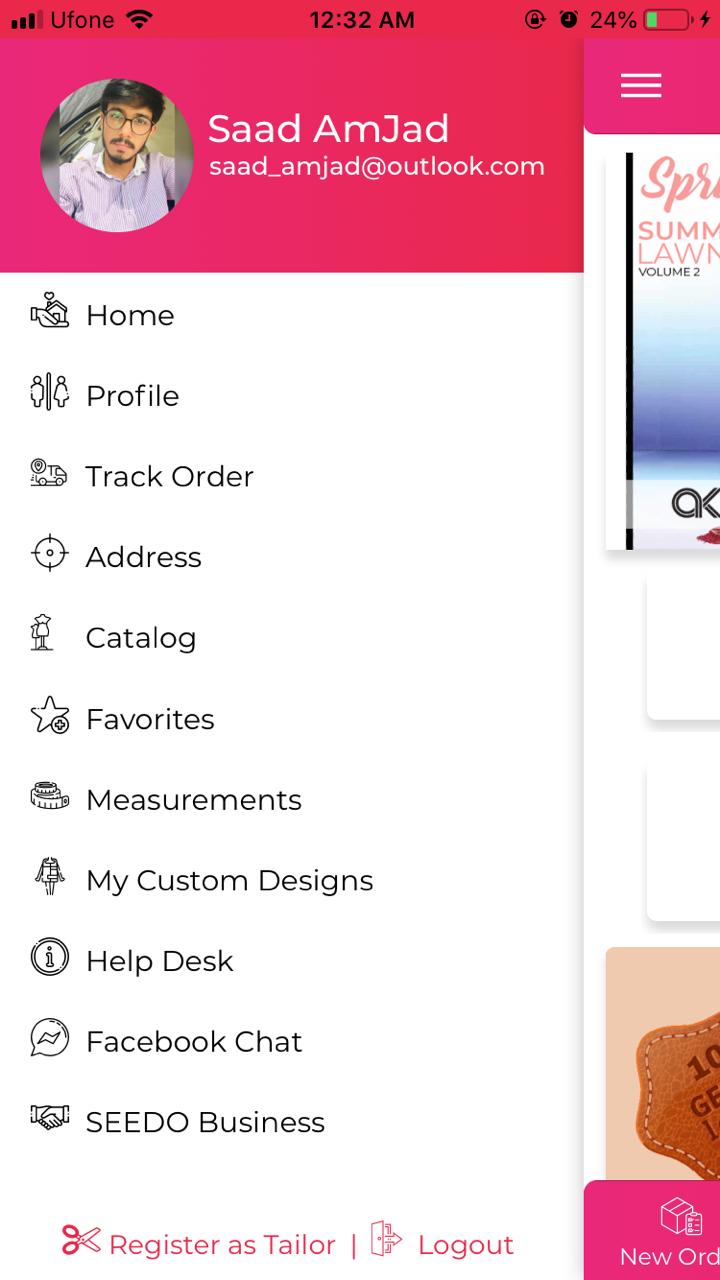 Ufone 12:32 AM 24%
Saad AmJad
saad_amjad@outlook.com
Home
Profile
Track Order
Address
Catalog
Favorites
Measurements
My Custom Designs
Help Desk
Facebook Chat
SEEDO Business
Register as Tailor | Logout
Spr
SUMM
LAWN
VOLUME 2
ak
10
GE
New Ord